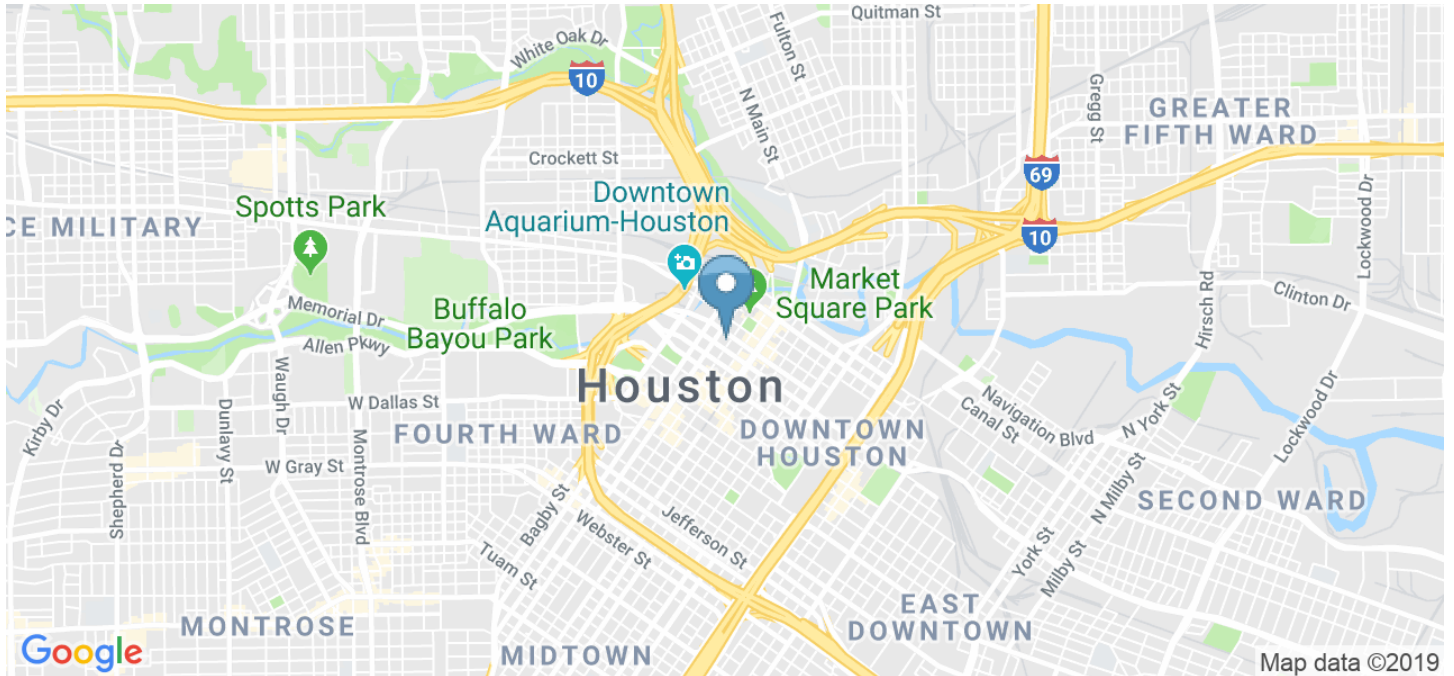 Quitman St
White Oak Dr
Fulton St
10
N Main St
Gregg St
GREATER
FIFTH WARD
Crockett St
69
Downtown
Aquarium-Houston
Spotts Park
CE MILITARY
10
Lockwood Dr
Hirsch Rd
Clinton Dr
Market
Square Park
Memorial Dr
Buffalo
Bayou Park
Allen Pkwy
Houston
Kirby Dr
Shepherd Dr
Dunlavy St
Waugh Dr
Montrose Blvd
W Dallas St
FOURTH WARD
W Gray St
DOWNTOWN
HOUSTON
Navigation Blvd
Canal St
N York St
Lockwood Dr
N Milby St
SECOND WARD
Bagby St
Webster St
Jefferson St
Tuam St
York St
Milby St
EAST
DOWNTOWN
MONTROSE
MIDTOWN
Google
Map data ©2019